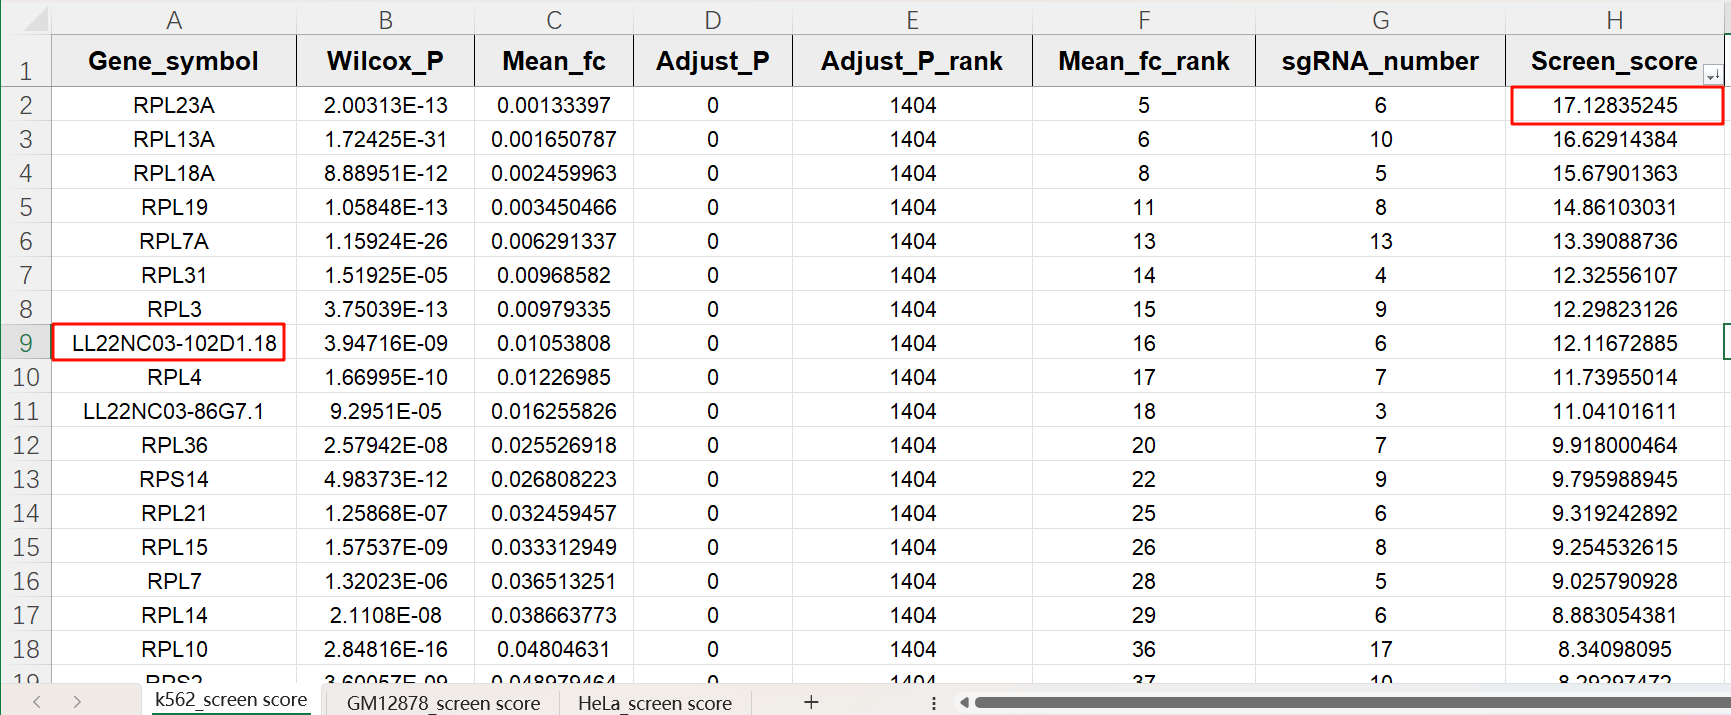 A B C D E F G H
1 Gene_symbol Wilcox_P Mean_fc Adjust_P Adjust_P_rank Mean_fc_rank sgRNA_number Screen_score
2 RPL23A 2.00313E-13 0.00133397 0 1404 5 6 17.12835245
3 RPL13A 1.72425E-31 0.001650787 0 1404 6 10 16.62914384
4 RPL18A 8.88951E-12 0.002459963 0 1404 8 5 15.67901363
5 RPL19 1.05848E-13 0.003450466 0 1404 11 8 14.86103031
6 RPL7A 1.15924E-26 0.006291337 0 1404 13 13 13.39088736
7 RPL31 1.51925E-05 0.00968582 0 1404 14 4 12.32556107
8 RPL3 3.75039E-13 0.00979335 0 1404 15 9 12.29823126
9 LL22NC03-102D1.18 3.94716E-09 0.01053808 0 1404 16 6 12.11672885
10 RPL4 1.66995E-10 0.01226985 0 1404 17 7 11.73955014
11 LL22NC03-86G7.1 9.2951E-05 0.016255826 0 1404 18 3 11.04101611
12 RPL36 2.57942E-08 0.025526918 0 1404 20 7 9.918000464
13 RPS14 4.98373E-12 0.026808223 0 1404 22 9 9.795988945
14 RPL21 1.25868E-07 0.032459457 0 1404 25 6 9.319242892
15 RPL15 1.57537E-09 0.033312949 0 1404 26 8 9.254532615
16 RPL7 1.32023E-06 0.036513251 0 1404 28 5 9.025790928
17 RPL14 2.1108E-08 0.038663773 0 1404 29 6 8.883054381
18 RPL10 2.84816E-16 0.04804631 0 1404 36 17 8.34098095
19 RPS2 3.60057E-09 0.048979464 0 1404 37 10 8.29297472
k562_screen score GM12878_screen score HeLa_screen score +